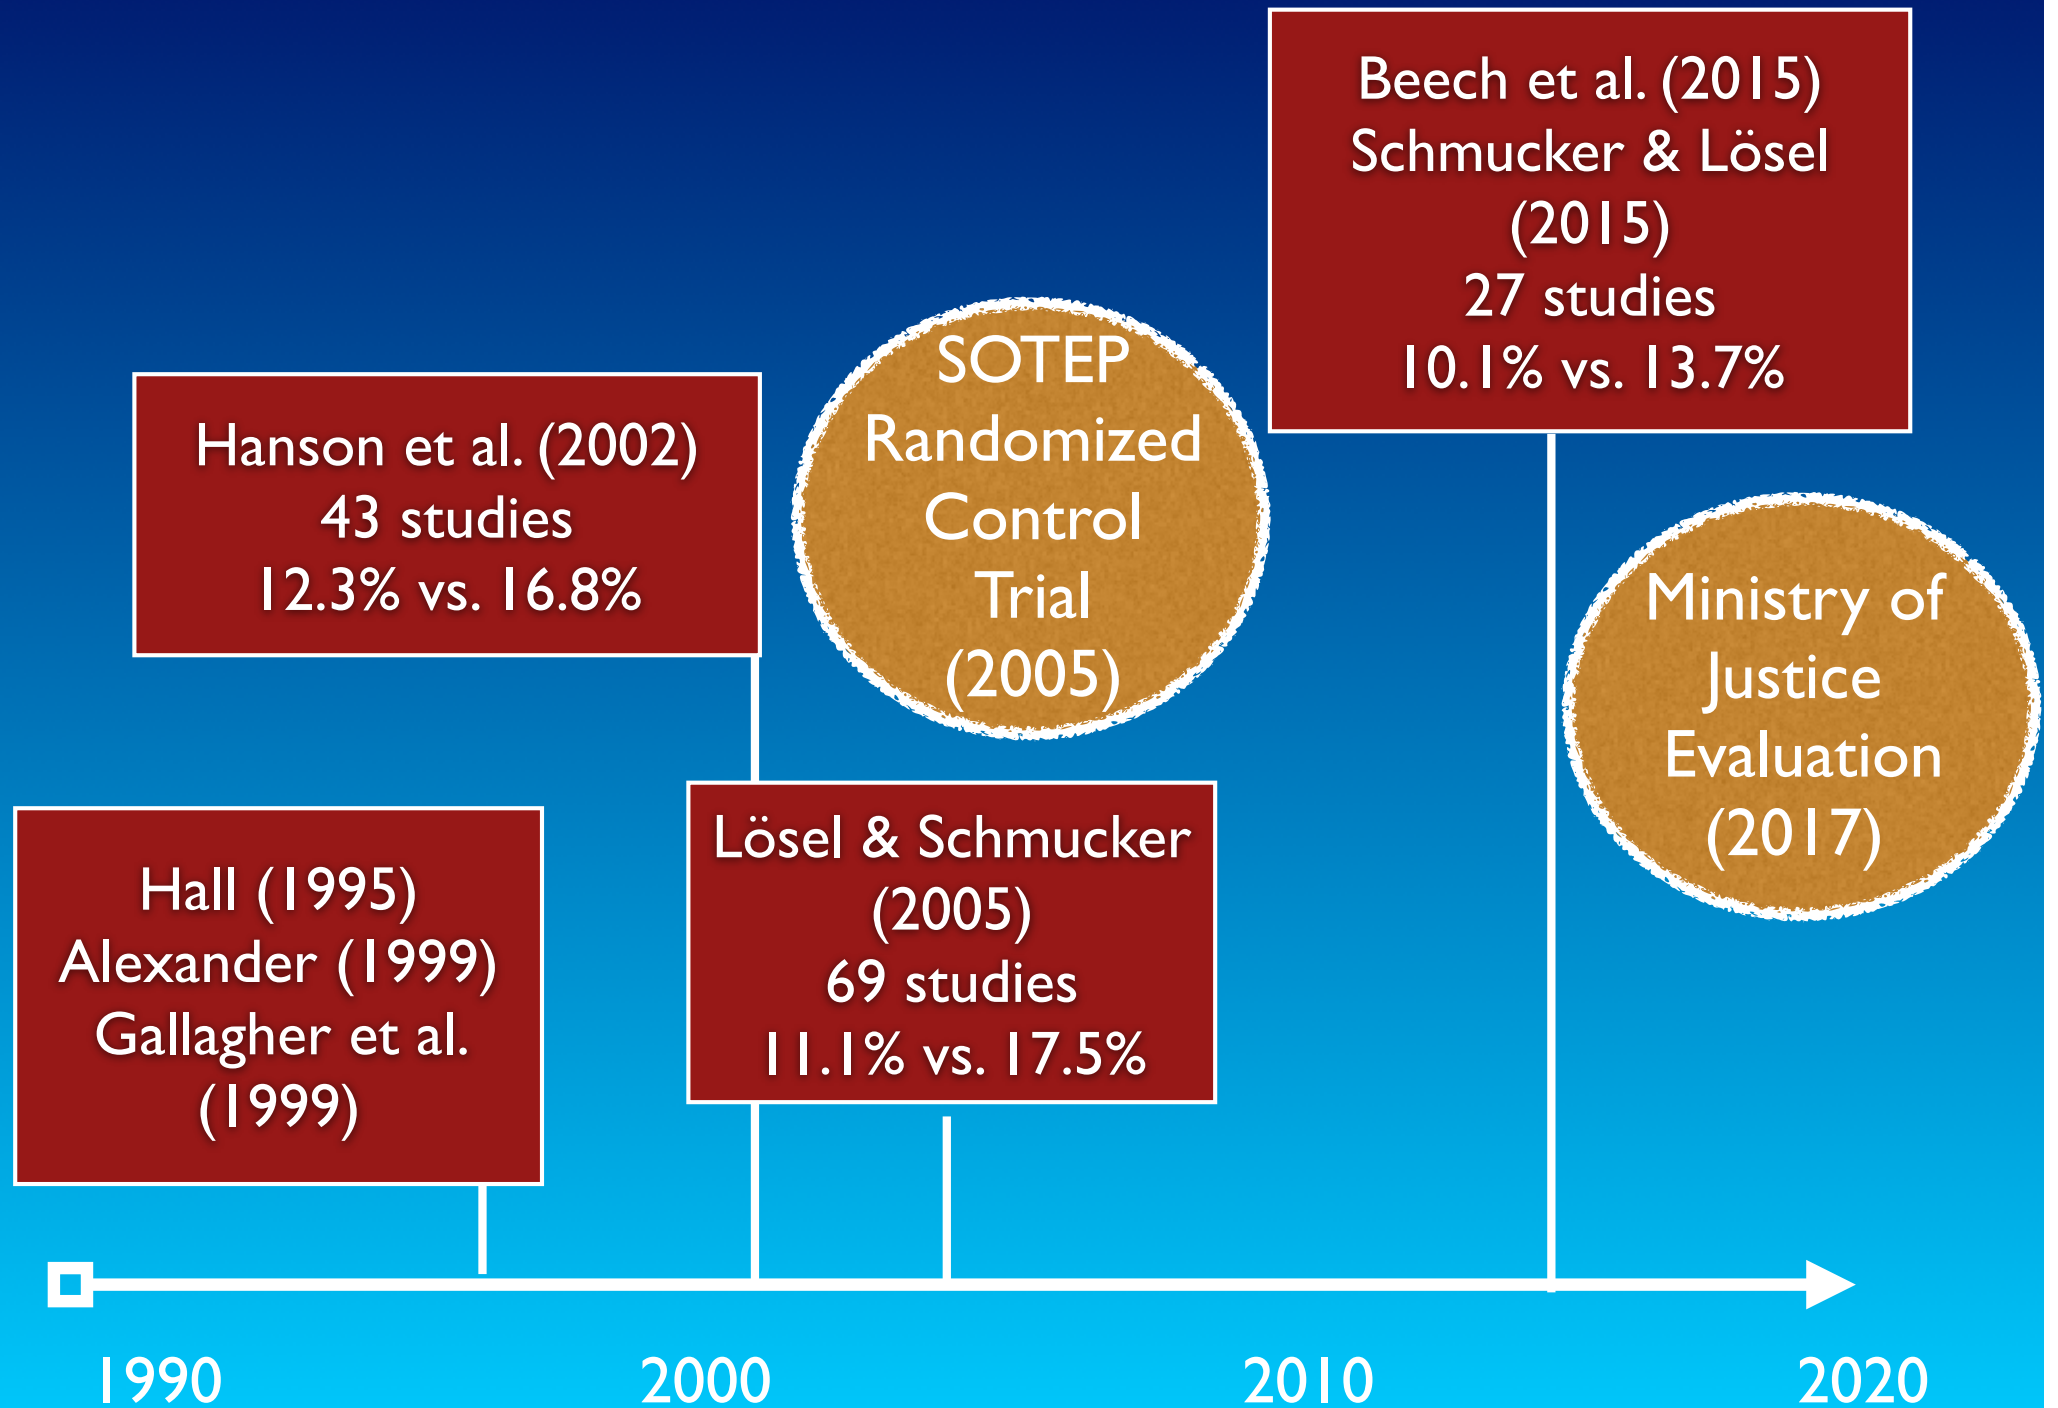 Beech et al. (2015)
Schmucker & Lösel
(2015)
27 studies
10.1% vs. 13.7%
SOTEP
Randomized
Control
Trial
(2005)
Hanson et al. (2002)
43 studies
12.3% vs. 16.8%
Ministry of
Justice
Evaluation
(2017)
Lösel & Schmucker
(2005)
69 studies
11.1% vs. 17.5%
Hall (1995)
Alexander (1999)
Gallagher et al.
(1999)
1990
2000
2010
2020